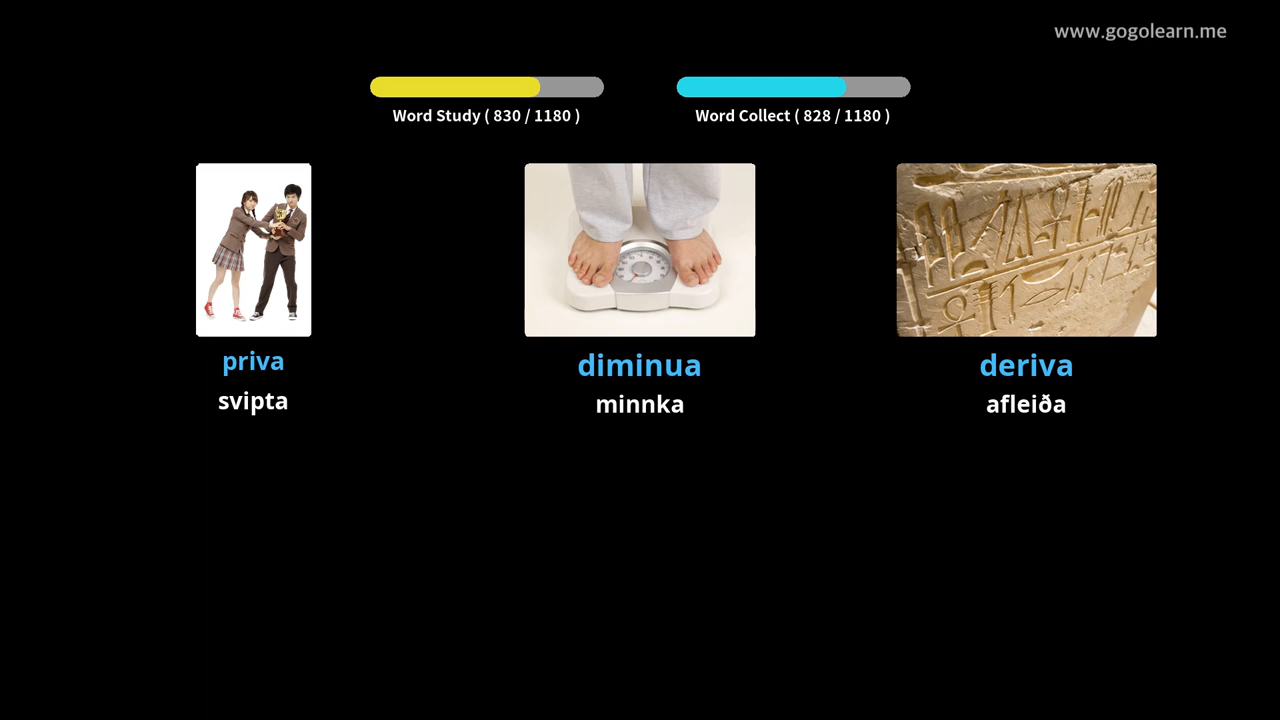 www.gogolearn.me
Word Study ( 830 / 1180 )
Word Collect ( 828 / 1180 )
priva
svipta
diminua
minnka
deriva
afleiða